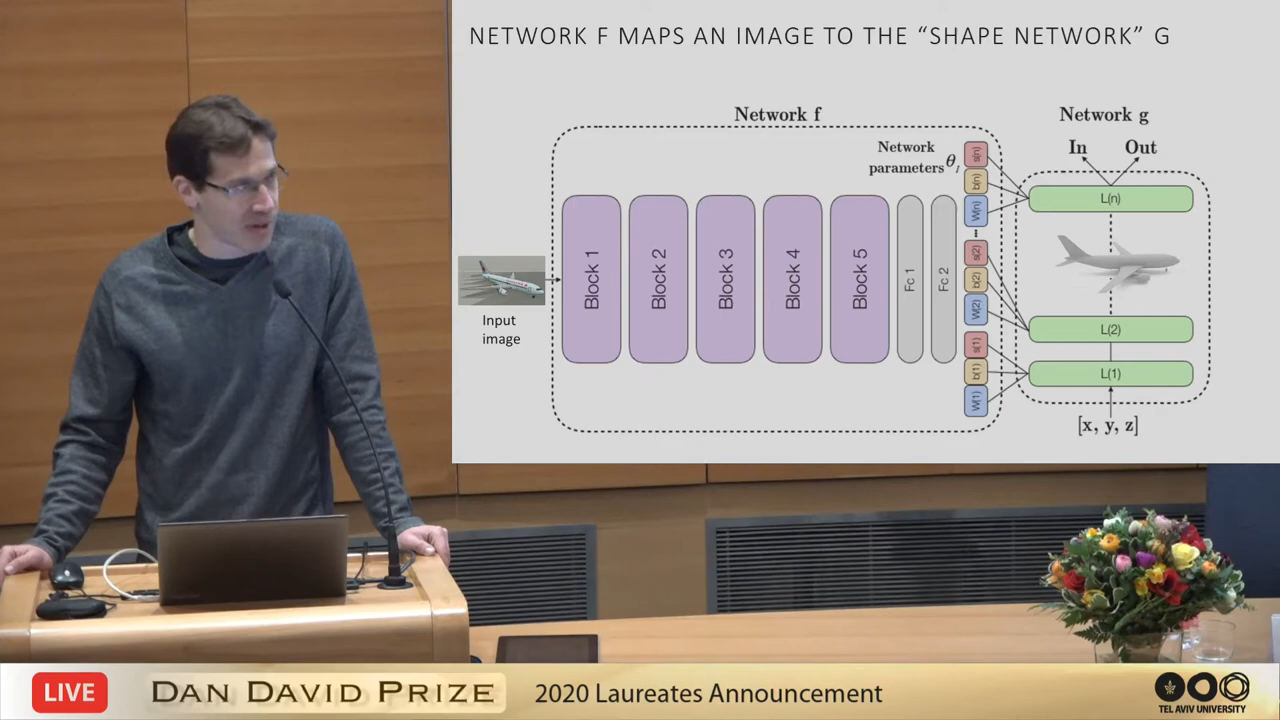 NETWORK F MAPS AN IMAGE TO THE “SHAPE NETWORK” G
Network f
Network g
Network
parameters θ
In
Out
s(n)
b(n)
W(n)
L(n)
Block 1
Block 2
Block 3
Block 4
Block 5
Fc 1
Fc 2
s(2)
b(2)
W(2)
L(2)
s(1)
b(1)
W(1)
L(1)
Input
image
[x, y, z]
LIVE
DAN DAVID PRIZE
2020 Laureates Announcement
TEL AVIV UNIVERSITY